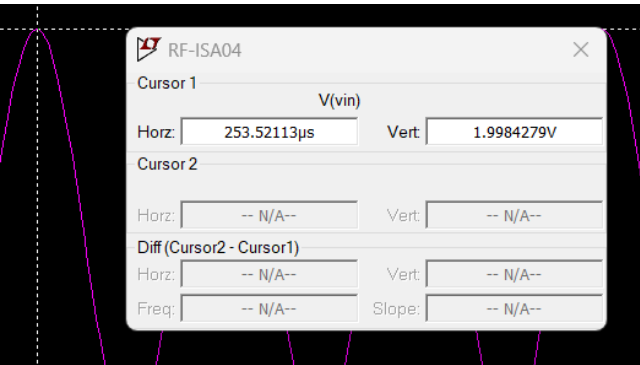 RF-ISA04
Cursor 1
V(vin)
Horz: 253.52113µs Vert: 1.9984279V
Cursor 2
Horz: -- N/A-- Vert: -- N/A--
Diff (Cursor2 - Cursor1)
Horz: -- N/A-- Vert: -- N/A--
Freq: -- N/A-- Slope: -- N/A--